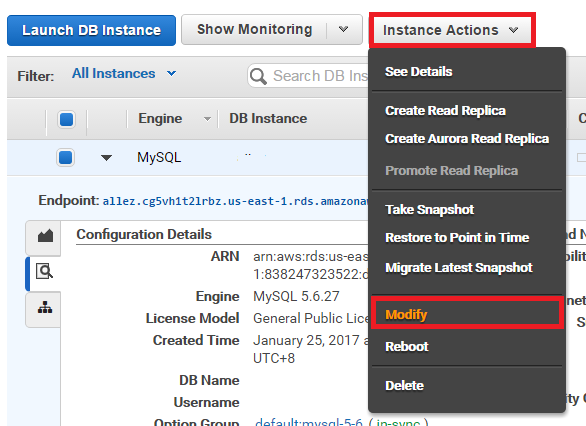 Launch DB Instance
Show Monitoring
Instance Actions
Filter: All Instances
Search DB Ins
See Details
Create Read Replica
Create Aurora Read Replica
Promote Read Replica
Take Snapshot
Restore to Point in Time
Migrate Latest Snapshot
Modify
Reboot
Delete
Engine DB Instance C
MySQL
Endpoint: allez.cg5vh1t2lrbz.us-east-1.rds.amazona
Configuration Details
ARN arn:aws:rds:us-eas
1:838247323522:d
Engine MySQL 5.6.27
License Model General Public Lice
Created Time January 25, 2017 a
UTC+8
DB Name
Username
Option Group default:mysql-5-6 ( in-sync )